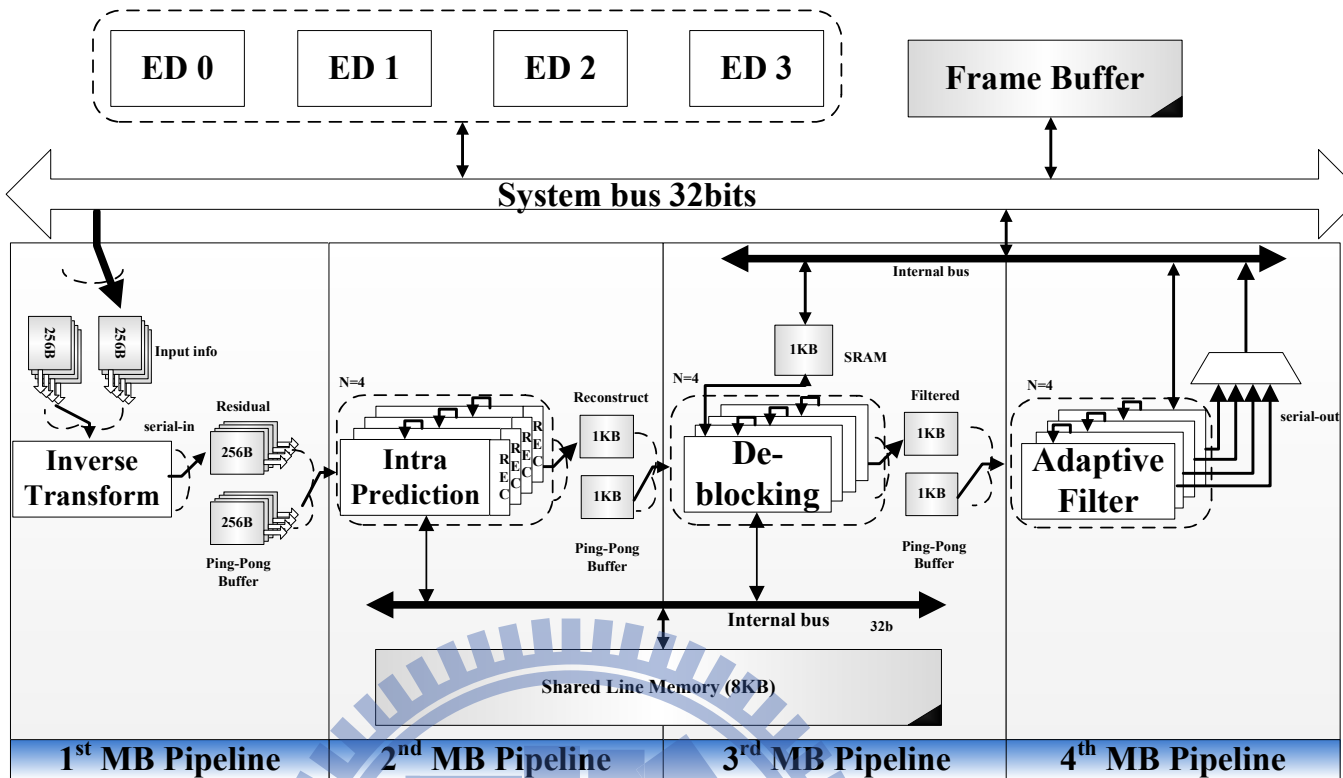 ED 0
ED 1
ED 2
ED 3
Frame Buffer
System bus 32bits
Internal bus
256B
256B
Input info
1KB
SRAM
N=4
N=4
N=4
Residual
Reconstruct
Filtered
serial-in
serial-out
Inverse
Transform
256B
256B
Ping-Pong
Buffer
Intra
Prediction
REC
REC
REC
REC
1KB
1KB
Ping-Pong
Buffer
De-
blocking
1KB
1KB
Ping-Pong
Buffer
Adaptive
Filter
Internal bus
32b
Shared Line Memory (8KB)
1st MB Pipeline
2nd MB Pipeline
3rd MB Pipeline
4th MB Pipeline